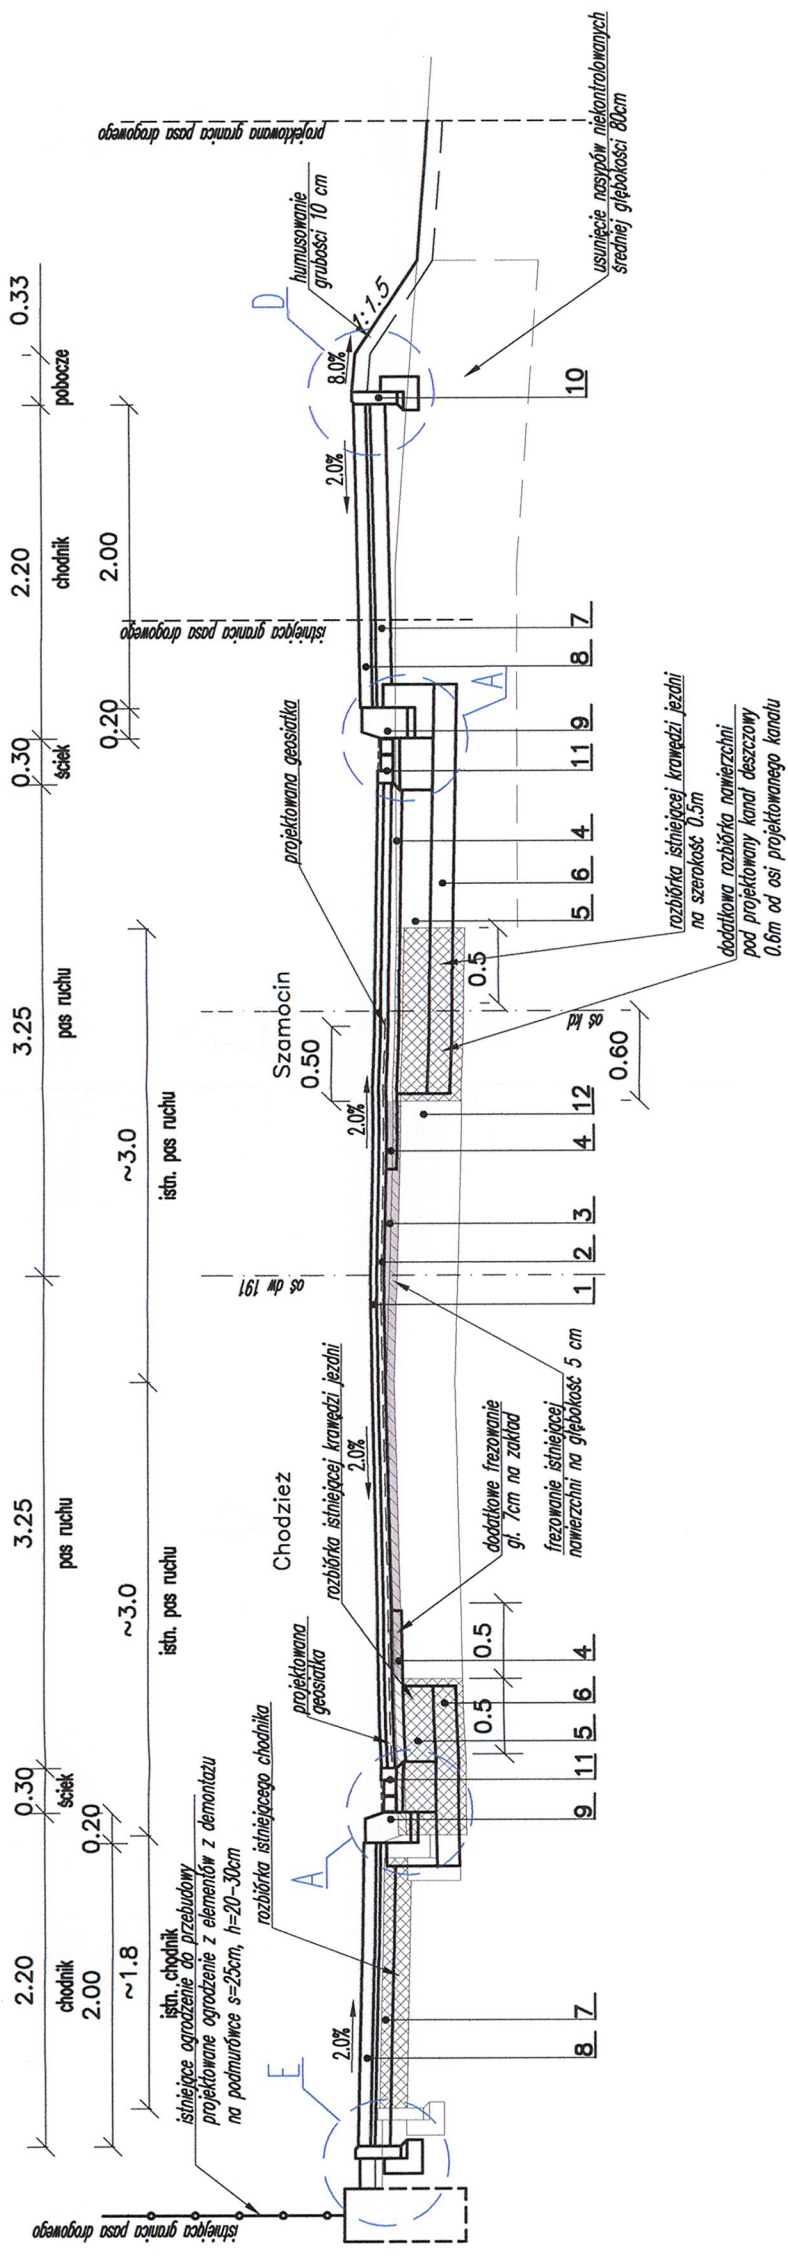 2.20
0.30
3.25
3.25
0.30
2.20
0.33
chodnik
ściek
pas ruchu
pas ruchu
ściek
chodnik
pobocze
2.00
0.20
0.20
2.00
~1.8
~3.0
~3.0
istn. chodnik
istn. pas ruchu
istn. pas ruchu
istniejąca granica pasa drogowego
istniejące ogrodzenie do przebudowy
projektowane ogrodzenie z elementów z demontażu
na podmurówce s=25cm, h=20-30cm
rozbiórka istniejącego chodnika
projektowana
geosiatka
rozbiórka istniejącej krawędzi jezdni
Chodzież
oś dw 191
Szamocin
0.50
projektowana geosiatka
istniejąca granica pasa drogowego
humusowanie
grubości 10 cm
projektowana granica pasa drogowego
E
2.0%
A
2.0%
2.0%
A
2.0%
8.0%
D
1:1.5
0.5
0.5
dodatkowe frezowanie
gł. 7cm na zakład
frezowanie istniejącej
nawierzchni na głębokość 5 cm
oś kd
0.60
0.5
8
7
9
11
5
6
4
1
2
3
4
12
5
6
4
11
9
8
7
10
rozbiórka istniejącej krawędzi jezdni
na szerokość 0.5m
dodatkowa rozbiórka nawierzchni
pod projektowany kanał deszczowy
0.6m od osi projektowanego kanału
usunięcie nasypów niekontrolowanych
średniej głębokości 80cm